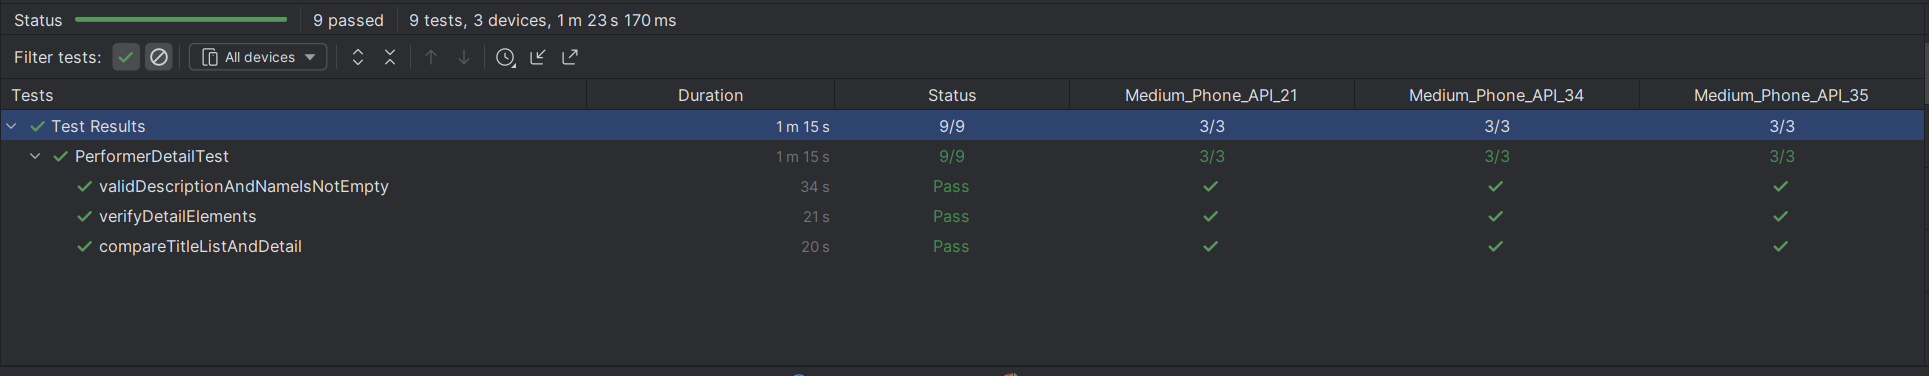 Status 9 passed 9 tests, 3 devices, 1 m 23 s 170 ms
Filter tests: All devices
Tests Duration Status Medium_Phone_API_21 Medium_Phone_API_34 Medium_Phone_API_35
Test Results 1 m 15 s 9/9 3/3 3/3 3/3
PerformerDetailTest 1 m 15 s 9/9 3/3 3/3 3/3
validDescriptionAndNameIsNotEmpty 34 s Pass
verifyDetailElements 21 s Pass
compareTitleListAndDetail 20 s Pass